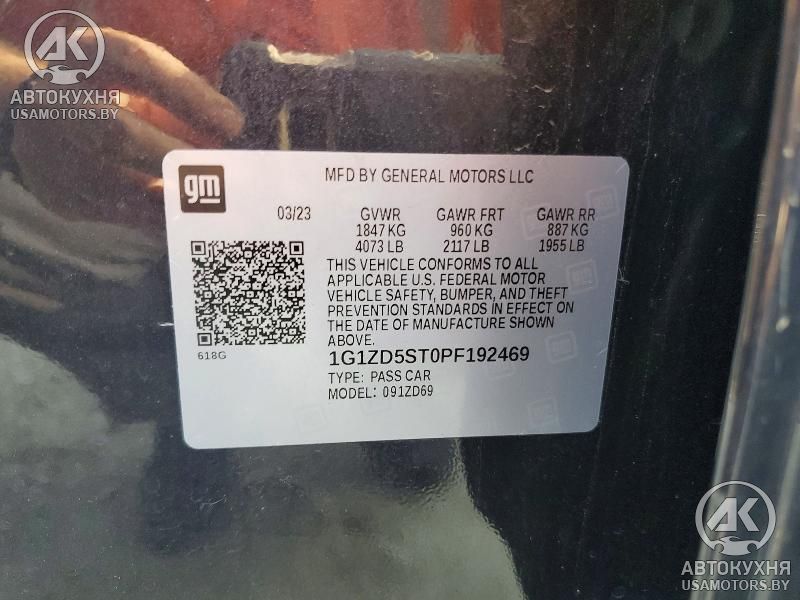 AK
АВТОКУХНЯ
USAMOTORS.BY
gm
MFD BY GENERAL MOTORS LLC
03/23 GVWR GAWR FRT GAWR RR
1847 KG 960 KG 887 KG
4073 LB 2117 LB 1955 LB
THIS VEHICLE CONFORMS TO ALL
APPLICABLE U.S. FEDERAL MOTOR
VEHICLE SAFETY, BUMPER, AND THEFT
PREVENTION STANDARDS IN EFFECT ON
THE DATE OF MANUFACTURE SHOWN
ABOVE.
618G
1G1ZD5ST0PF192469
TYPE: PASS CAR
MODEL: 091ZD69
AK
АВТОКУХНЯ
USAMOTORS.BY